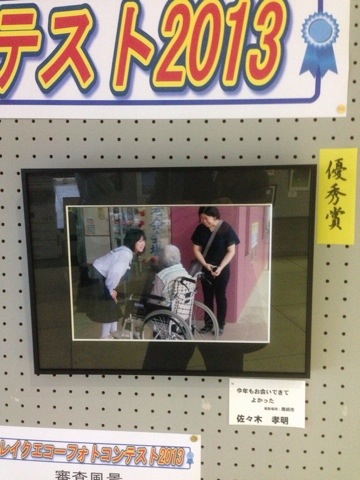 テスト2013
優秀賞
今年もお会いできて
よかった
佐々木 孝明
レイクエコーフォトコンテスト2013
審査風景